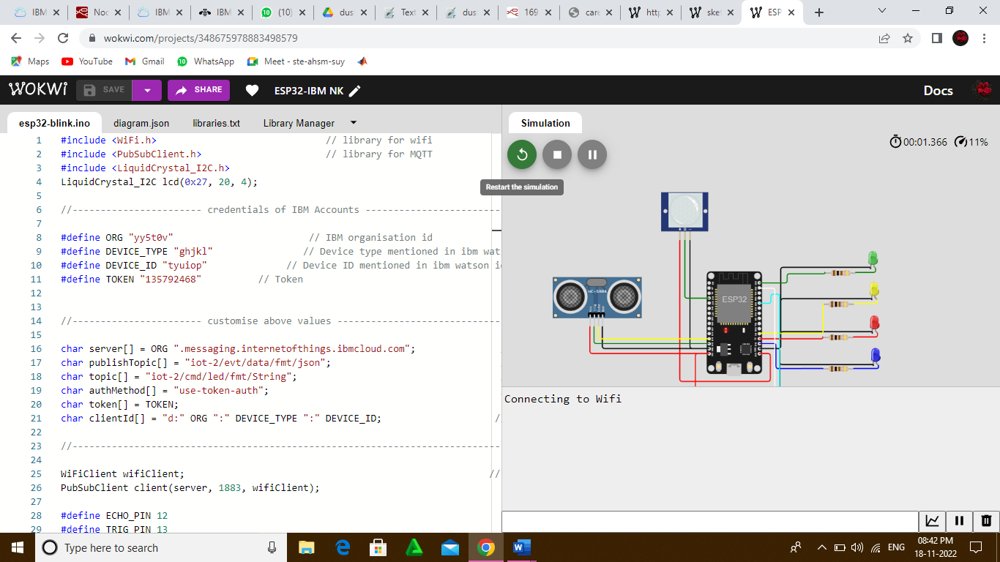 IBM
Noc
IBM
IBM
(10)
dus
Text
dus
169
care
http
sket
ESP
wokwi.com/projects/348675978883498579
Maps YouTube Gmail WhatsApp Meet - ste-ahsm-suy
WOKWI SAVE SHARE ESP32-IBM NK Docs
esp32-blink.ino diagram.json libraries.txt Library Manager
1 #include <WiFi.h> // library for wifi
2 #include <PubSubClient.h> // library for MQTT
3 #include <LiquidCrystal_I2C.h>
4 LiquidCrystal_I2C lcd(0x27, 20, 4);
5
6 //----------------------- credentials of IBM Accounts ------------------------
7
8 #define ORG "yy5t0v" // IBM organisation id
9 #define DEVICE_TYPE "ghjkl" // Device type mentioned in ibm wat
10 #define DEVICE_ID "tyuiop" // Device ID mentioned in ibm watson i
11 #define TOKEN "135792468" // Token
12
13
14 //----------------------- customise above values -----------------------------
15
16 char server[] = ORG ".messaging.internetofthings.ibmcloud.com";
17 char publishTopic[] = "iot-2/evt/data/fmt/json";
18 char topic[] = "iot-2/cmd/led/fmt/String";
19 char authMethod[] = "use-token-auth";
20 char token[] = TOKEN;
21 char clientId[] = "d:" ORG ":" DEVICE_TYPE ":" DEVICE_ID; /
22
23 //----------------------------------------------------------------------------
24
25 WiFiClient wifiClient; //
26 PubSubClient client(server, 1883, wifiClient);
27
28 #define ECHO_PIN 12
29 #define TRIG_PIN 13
Simulation
00:01.366 11%
Restart the simulation
HC-SR04
ESP32
Connecting to Wifi
Type here to search
ENG
08:42 PM
18-11-2022